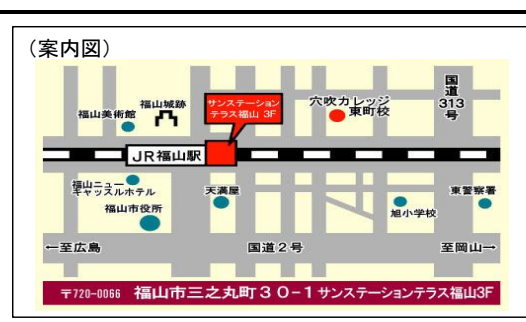 （案内図）
国道313号
サンステーション
テラス福山 3F
穴吹カレッジ
東町校
福山城跡
福山美術館
JR福山駅
福山ニュー
キャッスルホテル
天満屋
東警察署
福山市役所
旭小学校
←至広島
国道２号
至岡山→
〒720-0066 福山市三之丸町３０−１サンステーションテラス福山3F